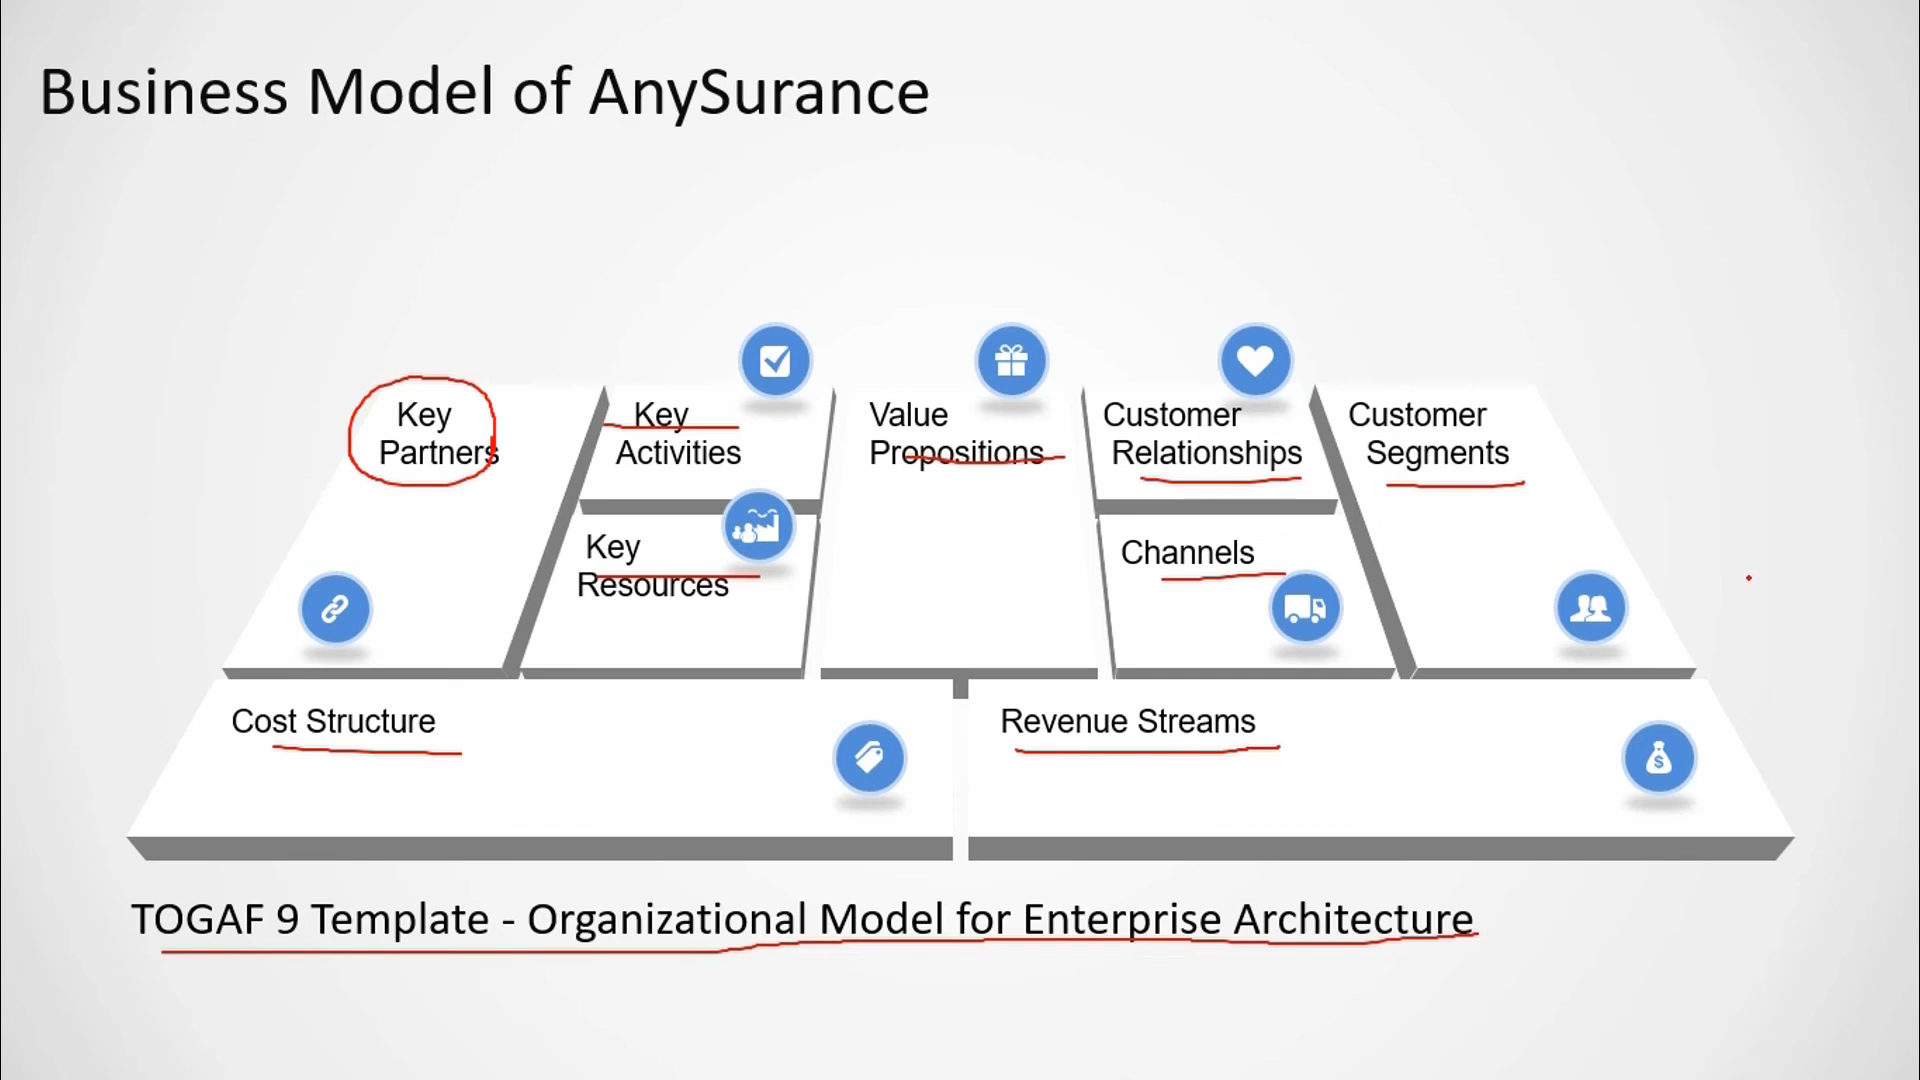 Business Model of AnySurance
Key
Partners
Key
Activities
Key
Resources
Value
Propositions
Customer
Relationships
Channels
Customer
Segments
Cost Structure
Revenue Streams
$
TOGAF 9 Template - Organizational Model for Enterprise Architecture